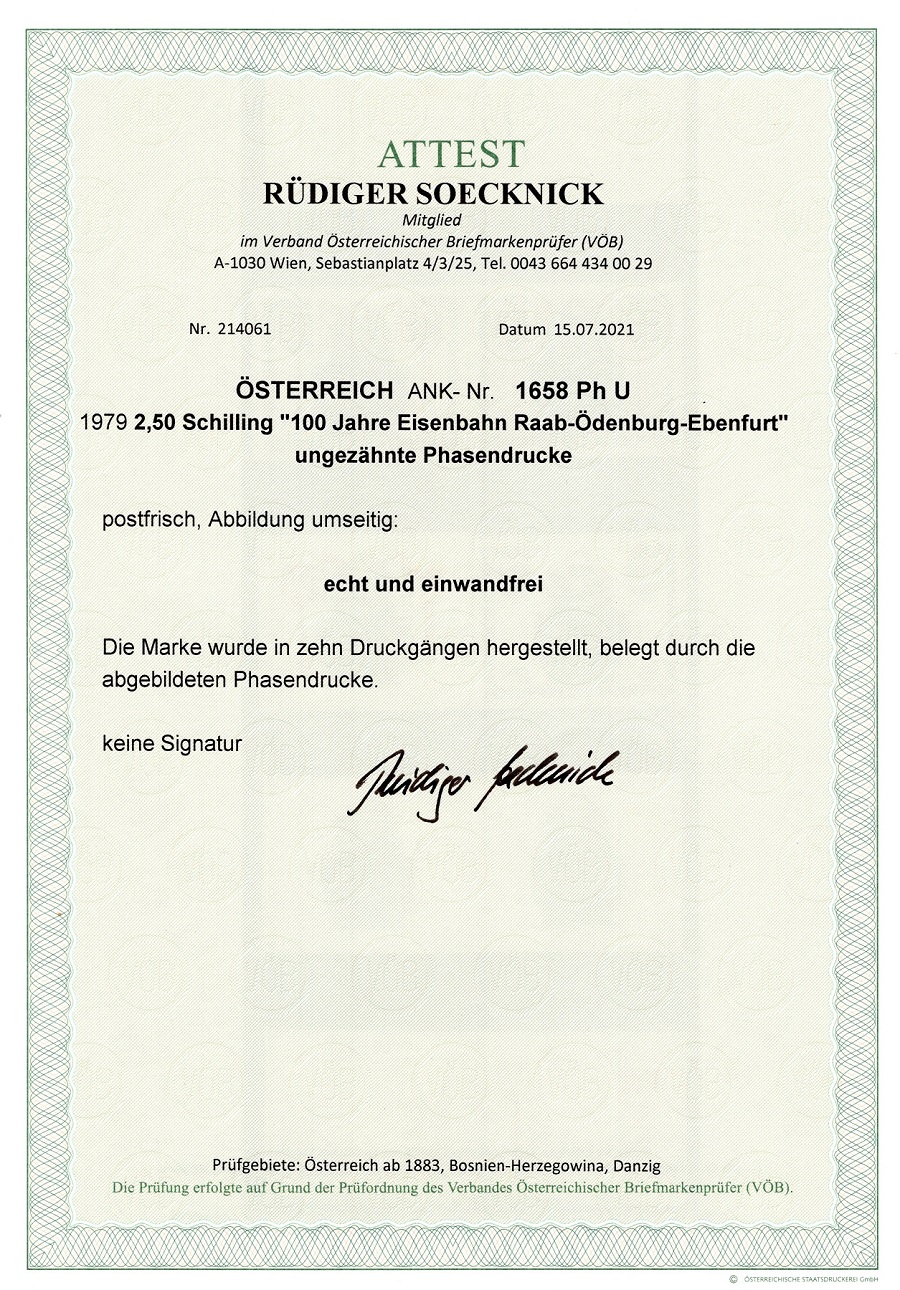 ATTEST
RÜDIGER SOECKNICK
Mitglied
im Verband Österreichischer Briefmarkenprüfer (VÖB)
A-1030 Wien, Sebastianplatz 4/3/25, Tel. 0043 664 434 00 29
Nr. 214061 Datum 15.07.2021
ÖSTERREICH ANK- Nr. 1658 Ph U
1979 2,50 Schilling "100 Jahre Eisenbahn Raab-Ödenburg-Ebenfurt"
ungezähnte Phasendrucke
postfrisch, Abbildung umseitig:
echt und einwandfrei
Die Marke wurde in zehn Druckgängen hergestellt, belegt durch die
abgebildeten Phasendrucke.
keine Signatur
Rüdiger Soecknick
Prüfgebiete: Österreich ab 1883, Bosnien-Herzegowina, Danzig
Die Prüfung erfolgte auf Grund der Prüfordnung des Verbandes Österreichischer Briefmarkenprüfer (VÖB).
© ÖSTERREICHISCHE STAATSDRUCKEREI GmbH